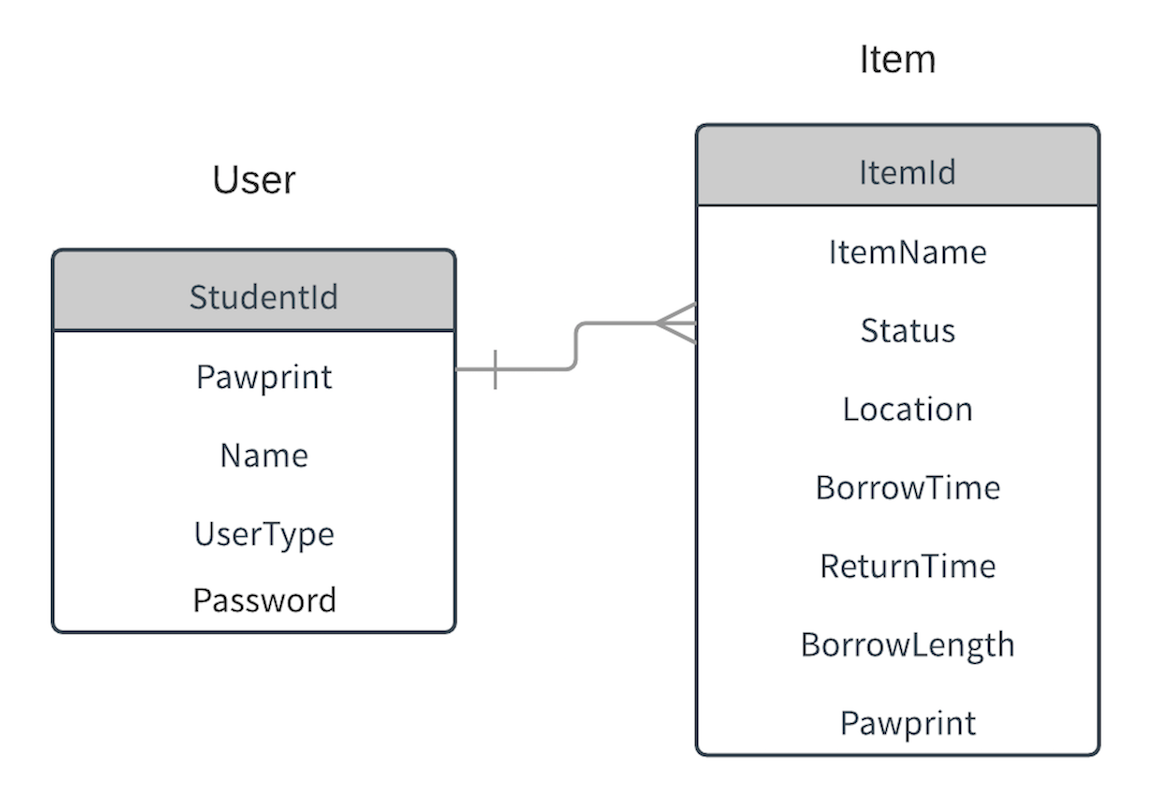 User
StudentId
Pawprint
Name
UserType
Password
Item
ItemId
ItemName
Status
Location
BorrowTime
ReturnTime
BorrowLength
Pawprint